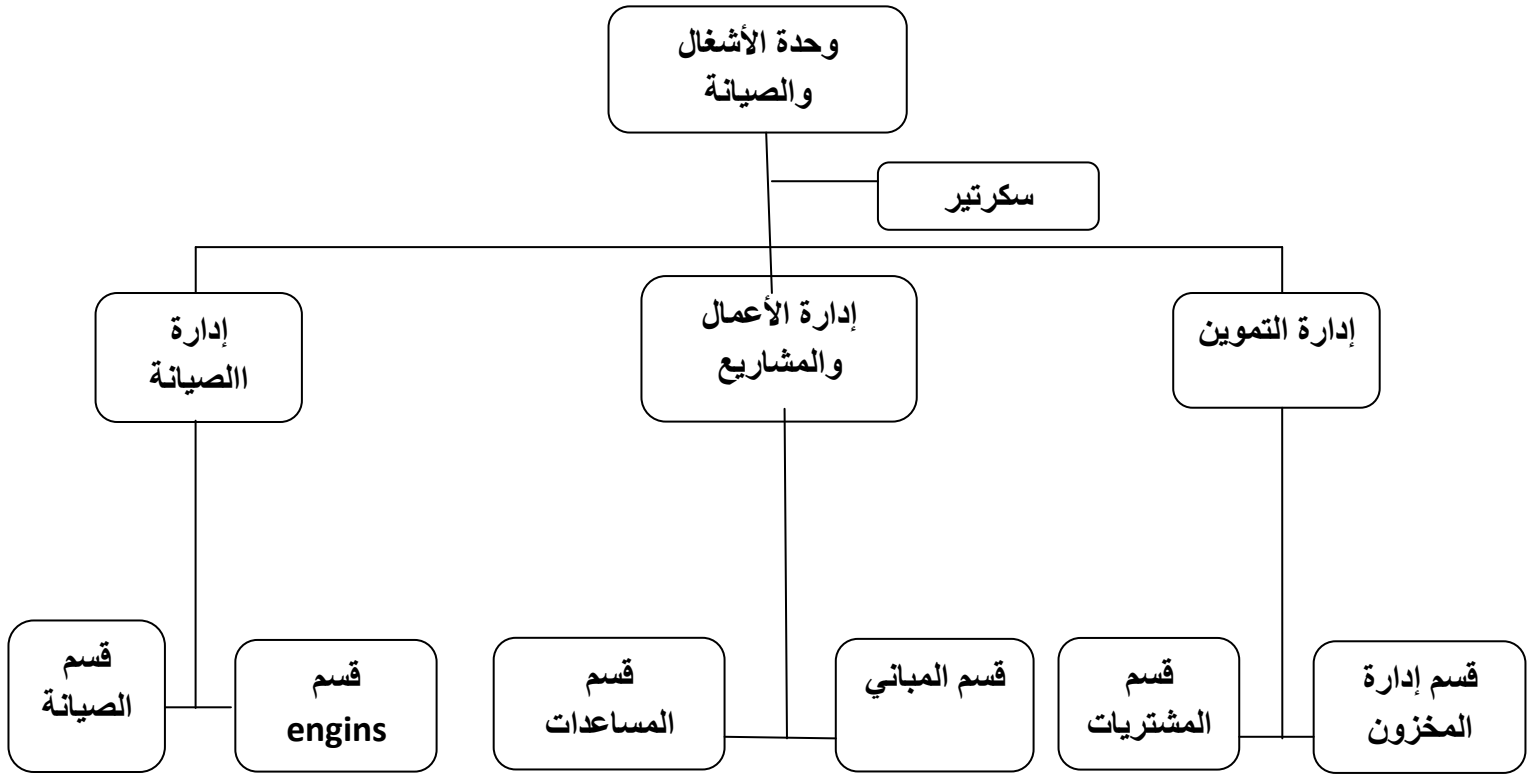 وحدة الأشغال
والصيانة
سكرتير
إدارة التموين
إدارة الأعمال
والمشاريع
إدارة
االصيانة
قسم إدارة
المخزون
قسم
المشتريات
قسم المباني
قسم
المساعدات
قسم
engins
قسم
الصيانة